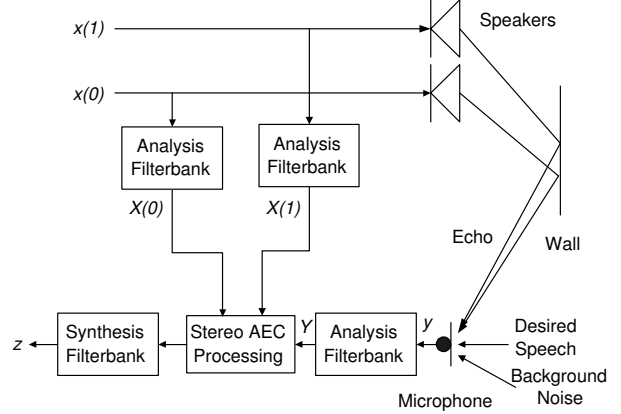 x(1)
Speakers
x(0)
Analysis
Filterbank
Analysis
Filterbank
X(0)
X(1)
Echo
Wall
z
Synthesis
Filterbank
Stereo AEC
Processing
Y
Analysis
Filterbank
y
Desired
Speech
Background
Noise
Microphone